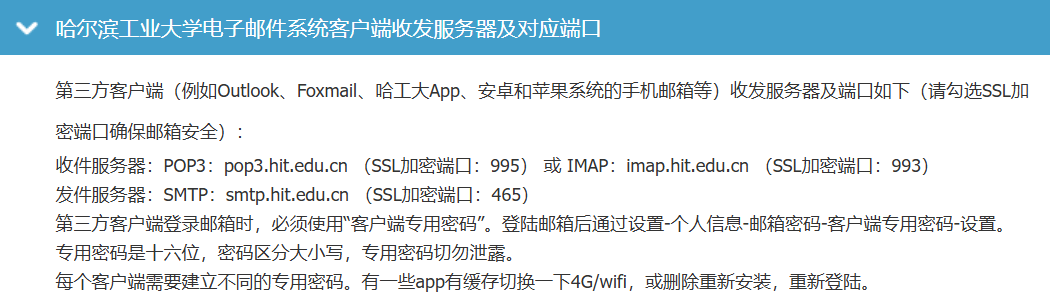 哈尔滨工业大学电子邮件系统客户端收发服务器及对应端口
第三方客户端（例如Outlook、Foxmail、哈工大App、安卓和苹果系统的手机邮箱等）收发服务器及端口如下（请勾选SSL加
密端口确保邮箱安全）：
收件服务器：POP3：pop3.hit.edu.cn （SSL加密端口：995） 或 IMAP：imap.hit.edu.cn （SSL加密端口：993）
发件服务器：SMTP：smtp.hit.edu.cn （SSL加密端口：465）
第三方客户端登录邮箱时，必须使用“客户端专用密码”。登陆邮箱后通过设置-个人信息-邮箱密码-客户端专用密码-设置。
专用密码是十六位，密码区分大小写，专用密码切勿泄露。
每个客户端需要建立不同的专用密码。有一些app有缓存切换一下4G/wifi，或删除重新安装，重新登陆。